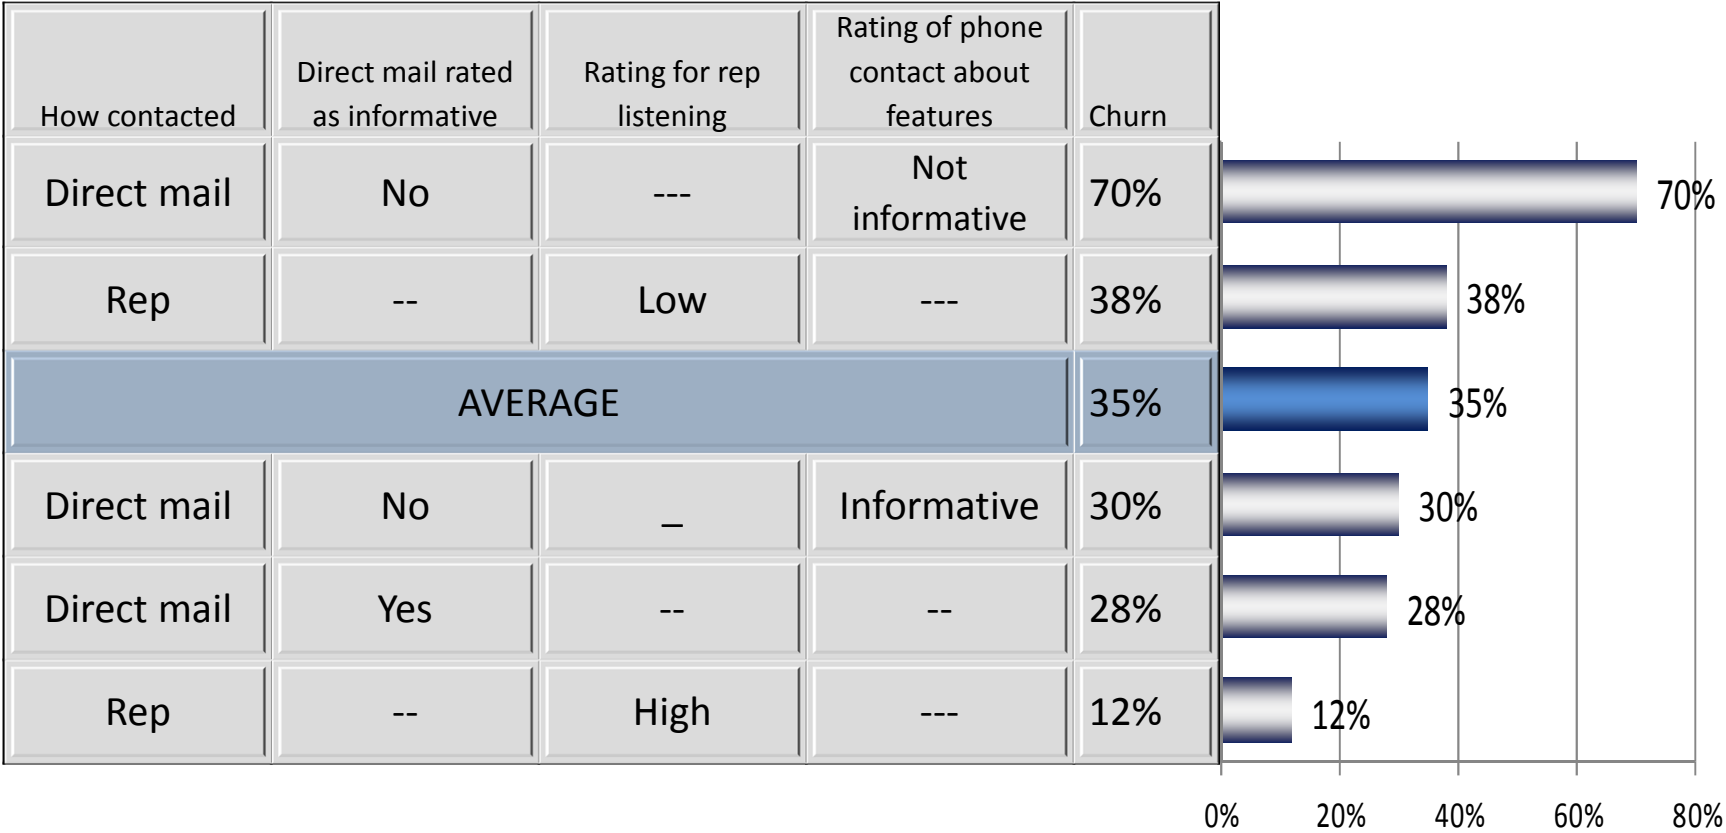 How contacted
Direct mail rated
as informative
Rating for rep
listening
Rating of phone
contact about
features
Churn
Direct mail
No
---
Not
informative
70%
70%
Rep
--
Low
---
38%
38%
AVERAGE
35%
35%
Direct mail
No
_
Informative
30%
30%
Direct mail
Yes
--
--
28%
28%
Rep
--
High
---
12%
12%
0%
20%
40%
60%
80%